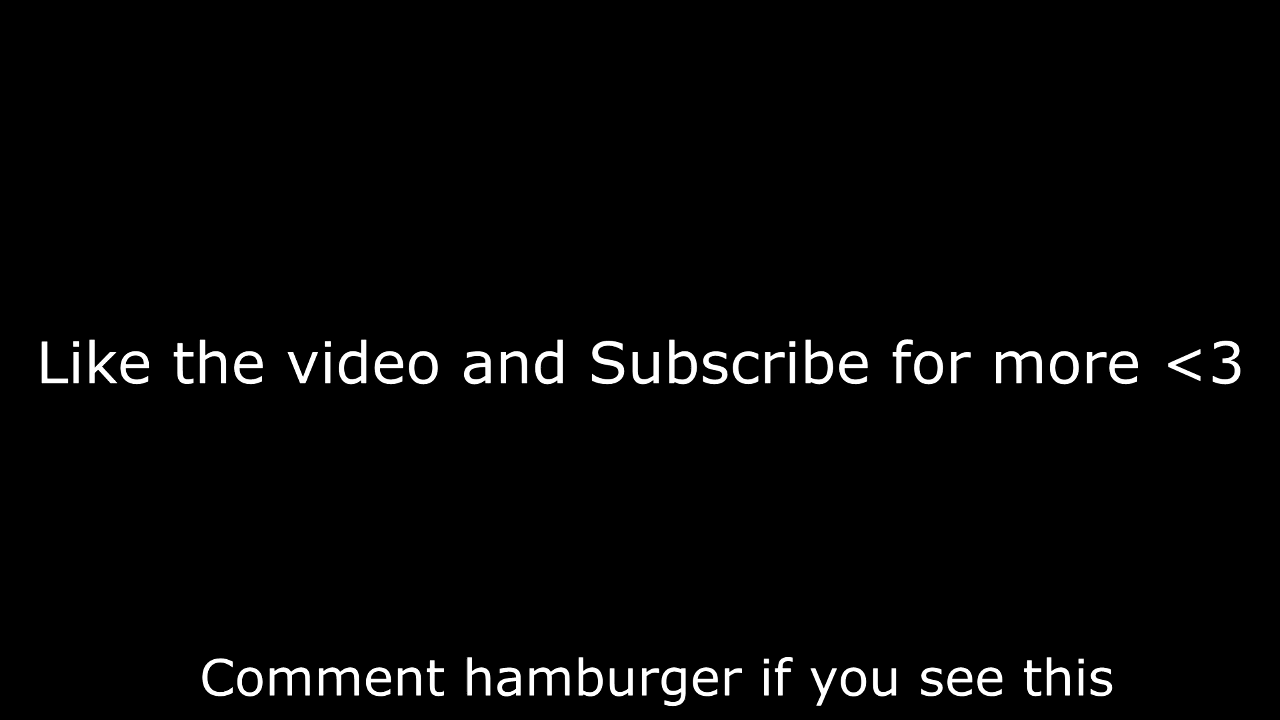 Like the video and Subscribe for more <3
Comment hamburger if you see this